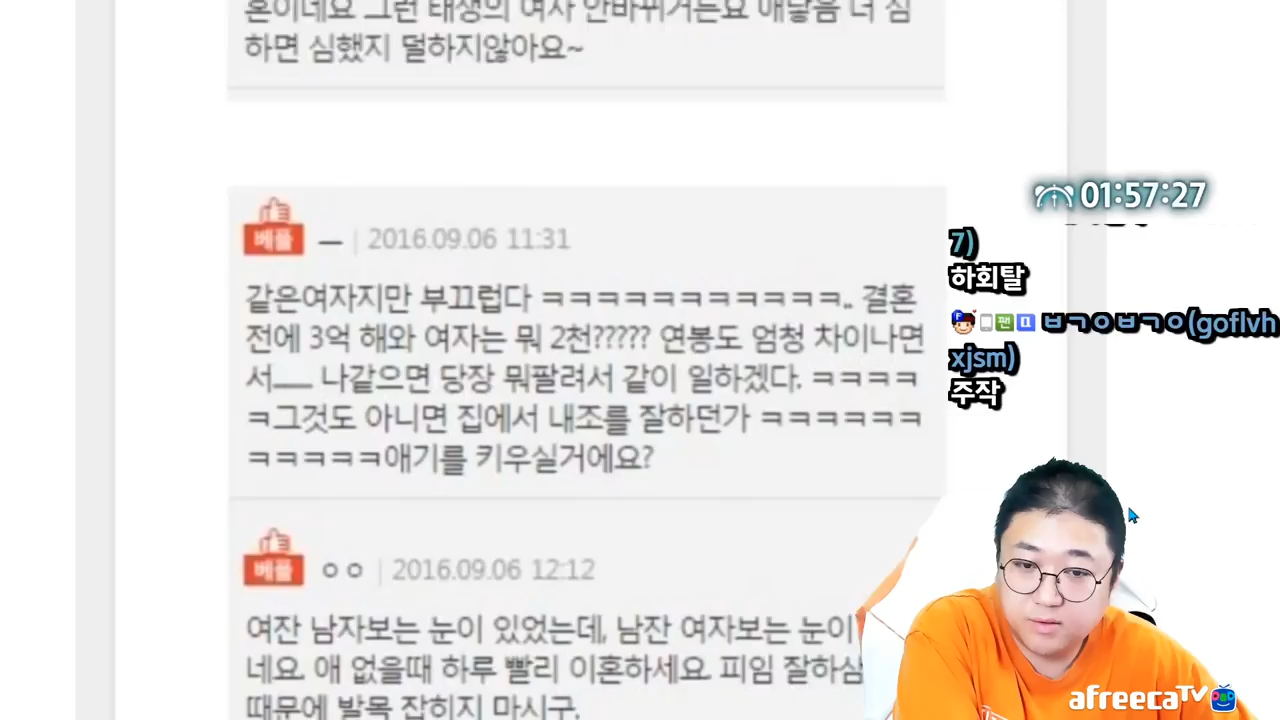 혼이네요 그런 태생의 여자 안바뀌거든요 애닳음 더 심
하면 심했지 덜하지않아요~
베플 ㅡ | 2016.09.06 11:31
같은여자지만 부끄럽다 ㅋㅋㅋㅋㅋㅋㅋㅋㅋㅋㅋ.. 결혼
전에 3억 해와 여자는 뭐 2천????? 연봉도 엄청 차이나면
서ㅡㅡ 나같으면 당장 뭐팔려서 같이 일하겠다. ㅋㅋㅋㅋ
ㅋ그것도 아니면 집에서 내조를 잘하던가 ㅋㅋㅋㅋㅋㅋ
ㅋㅋㅋㅋㅋ애기를 키우실거에요?
베플 ㅇㅇ | 2016.09.06 12:12
여잔 남자보는 눈이 있었는데, 남잔 여자보는 눈이
네요. 애 없을때 하루 빨리 이혼하세요. 피임 잘하삼
때문에 발목 잡히지 마시구.
01:57:27
7)
하회탈
F 팬 ㅂㄱㅇㅂㄱㅇ(goflvh
xjsm)
주작
afreecaTV